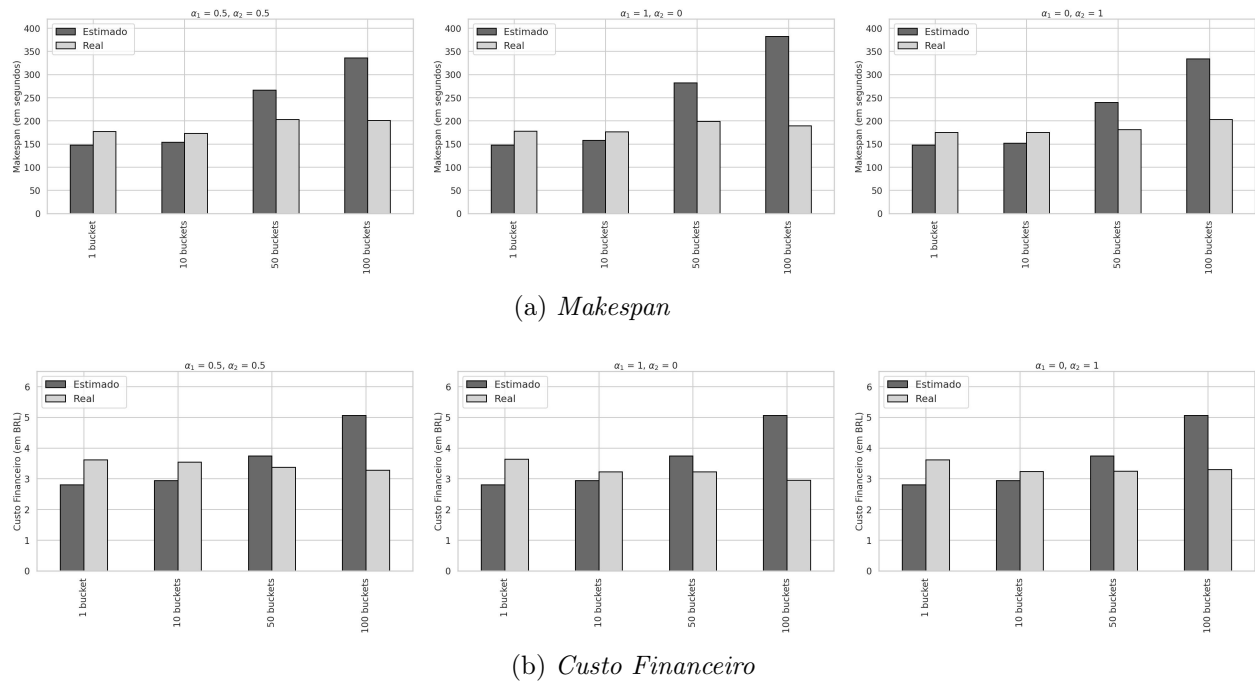 α₁ = 0.5, α₂ = 0.5
400
350
300
250
200
150
100
50
0
Makespan (em segundos)
Estimado
Real
1 bucket
10 buckets
50 buckets
100 buckets
α₁ = 1, α₂ = 0
400
350
300
250
200
150
100
50
0
Makespan (em segundos)
Estimado
Real
1 bucket
10 buckets
50 buckets
100 buckets
α₁ = 0, α₂ = 1
400
350
300
250
200
150
100
50
0
Makespan (em segundos)
Estimado
Real
1 bucket
10 buckets
50 buckets
100 buckets
(a) Makespan
α₁ = 0.5, α₂ = 0.5
6
5
4
3
2
1
0
Custo Financeiro (em BRL)
Estimado
Real
1 bucket
10 buckets
50 buckets
100 buckets
α₁ = 1, α₂ = 0
6
5
4
3
2
1
0
Custo Financeiro (em BRL)
Estimado
Real
1 bucket
10 buckets
50 buckets
100 buckets
α₁ = 0, α₂ = 1
6
5
4
3
2
1
0
Custo Financeiro (em BRL)
Estimado
Real
1 bucket
10 buckets
50 buckets
100 buckets
(b) Custo Financeiro